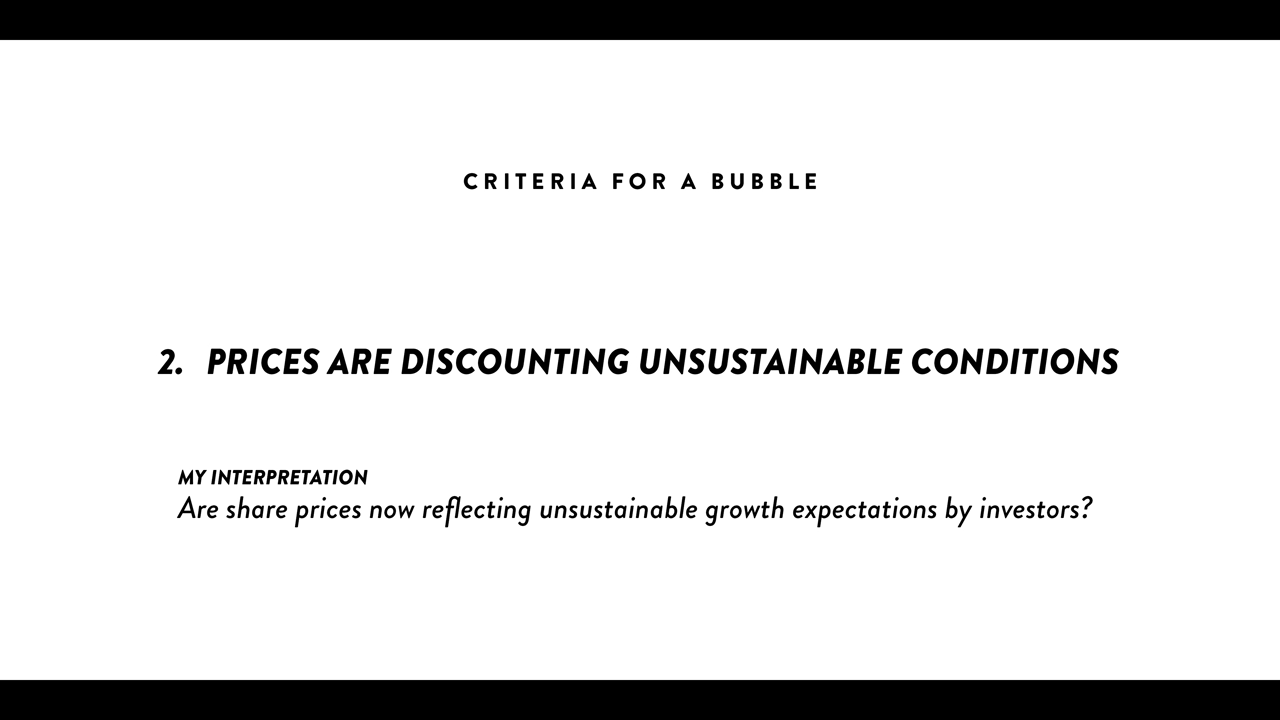 CRITERIA FOR A BUBBLE
2. PRICES ARE DISCOUNTING UNSUSTAINABLE CONDITIONS
MY INTERPRETATION
Are share prices now reflecting unsustainable growth expectations by investors?